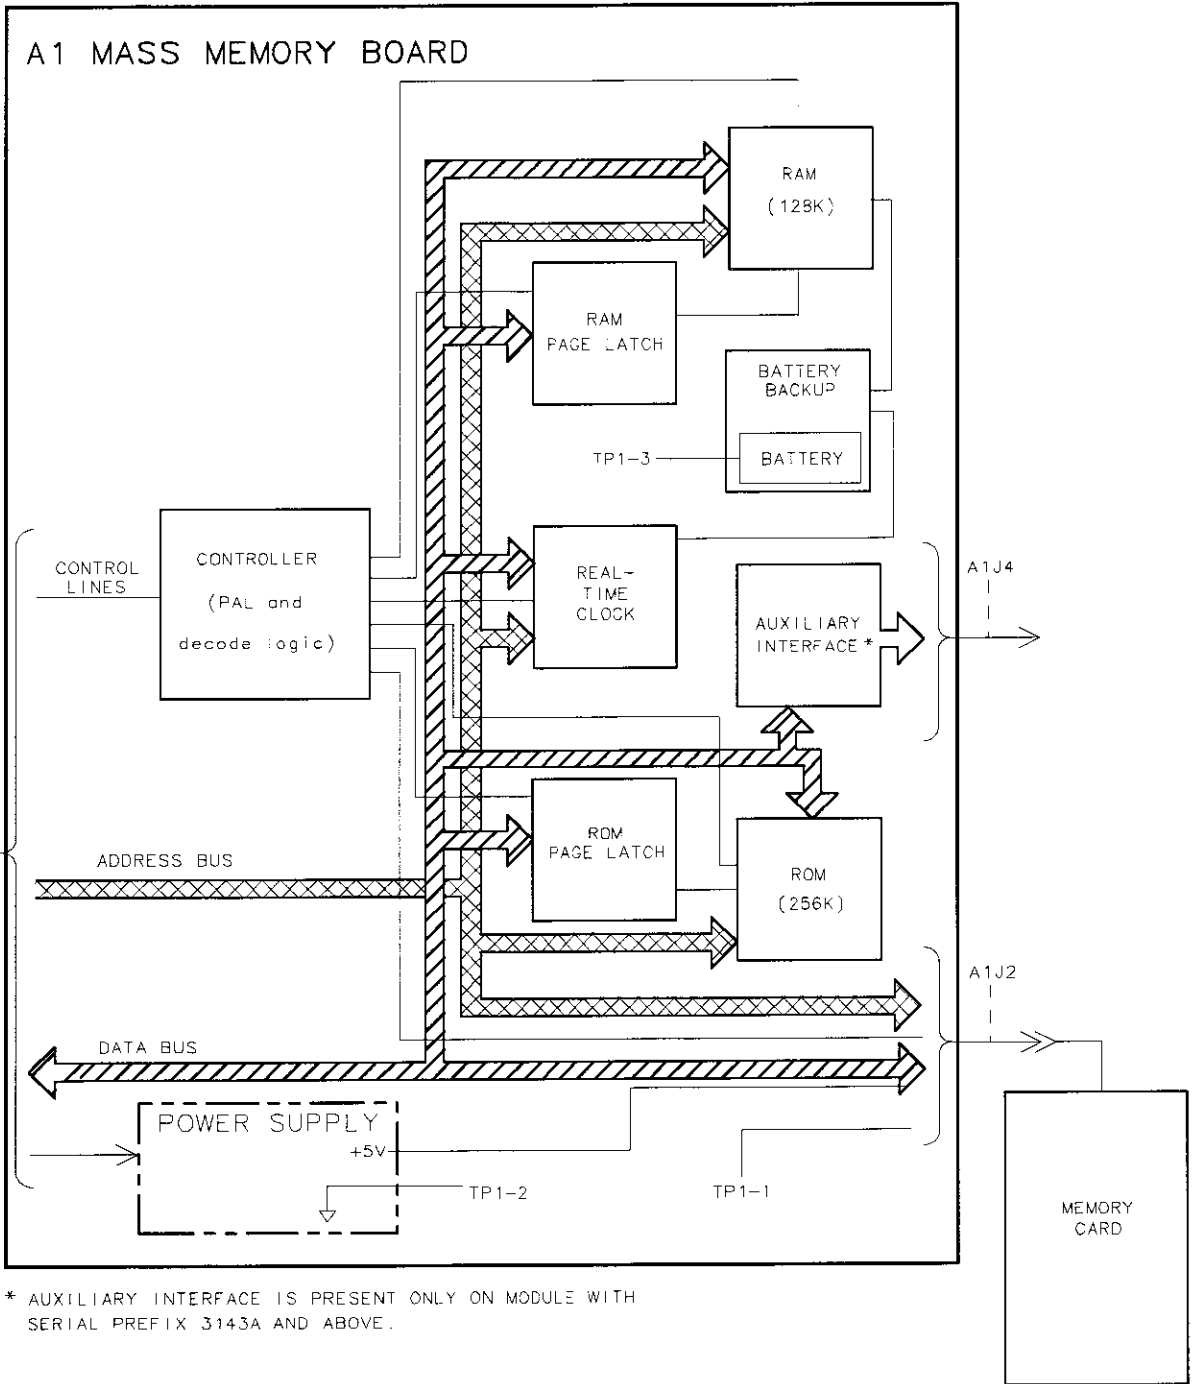 A1 MASS MEMORY BOARD
RAM
(128K)
RAM
PAGE LATCH
BATTERY
BACKUP
TP1-3
BATTERY
CONTROL
LINES
CONTROLLER
(PAL and
decode logic)
REAL-
TIME
CLOCK
AUXILIARY
INTERFACE *
A1J4
ROM
PAGE LATCH
ROM
(256K)
ADDRESS BUS
A1J2
DATA BUS
POWER SUPPLY
+5V
TP1-2
TP1-1
MEMORY
CARD
* AUXILIARY INTERFACE IS PRESENT ONLY ON MODULE WITH
SERIAL PREFIX 3143A AND ABOVE.